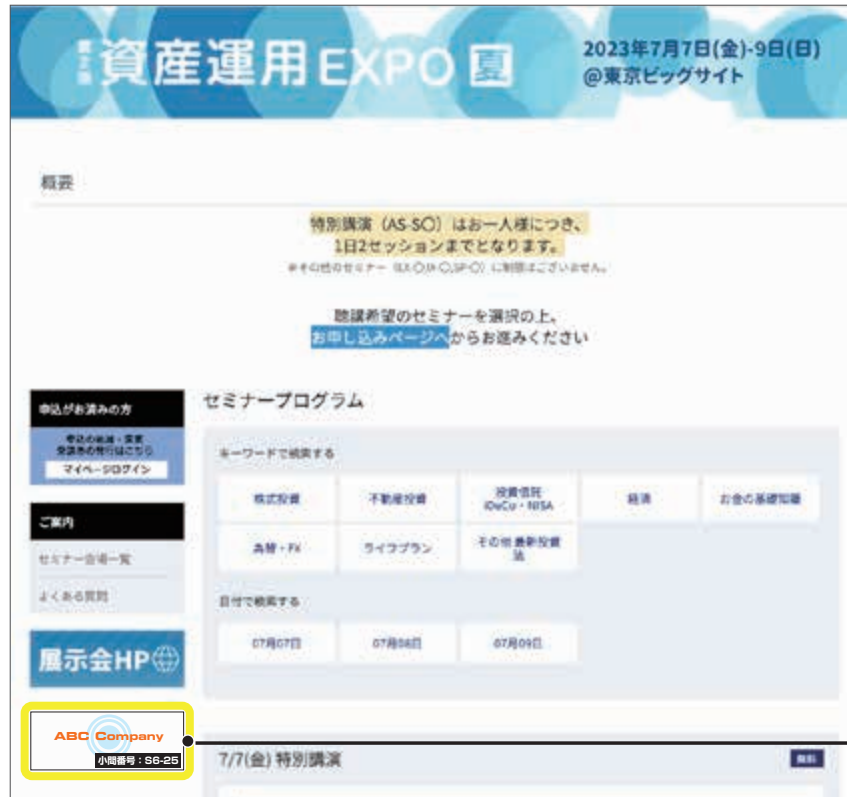 資産運用EXPO 夏
2023年7月7日(金)-9日(日)
@東京ビッグサイト
概要
特別講演（AS-S〇）はお一人様につき、
1日2セッションまでとなります。
聴講希望のセミナーを選択の上、
お申し込みページへからお進みください
申込がお済みの方
マイページログイン
ご案内
セミナー会場一覧
よくある質問
展示会HP
ABC Company
小間番号：S6-25
セミナープログラム
キーワードで検索する
株式投資
不動産投資
投資信託
iDeCo・NISA
経済
お金の基礎知識
為替・FX
ライフプラン
その他 最新投資
法
日付で検索する
07月07日
07月08日
07月09日
7/7(金) 特別講演
無料